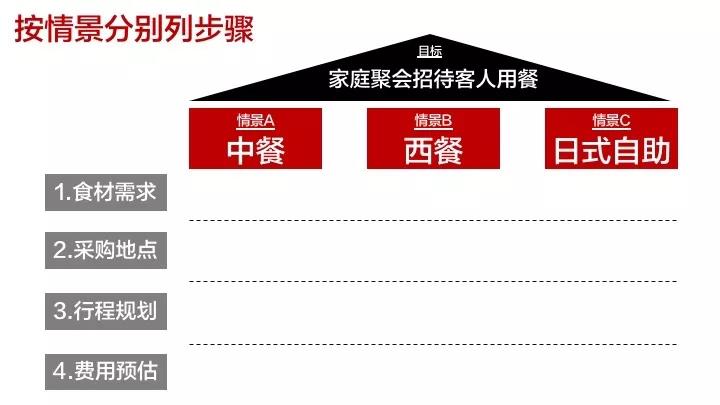 按情景分别列步骤
目标
家庭聚会招待客人用餐
情景A
中餐
情景B
西餐
情景C
日式自助
1.食材需求
2.采购地点
3.行程规划
4.费用预估